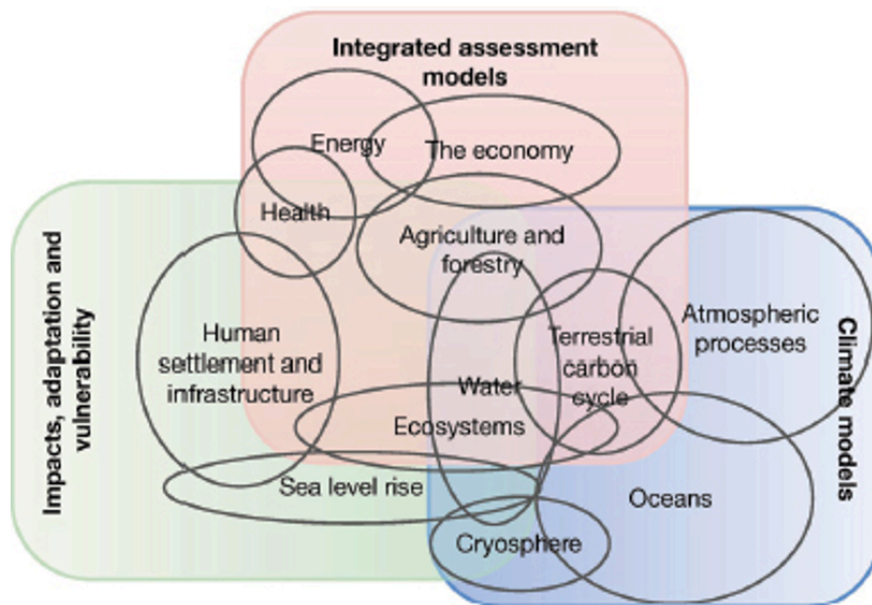 Integrated assessment
models
Energy
The economy
Health
Agriculture and
forestry
Impacts, adaptation and
vulnerability
Human
settlement and
infrastructure
Water
Terrestrial
carbon
cycle
Atmospheric
processes
Climate models
Ecosystems
Sea level rise
Oceans
Cryosphere